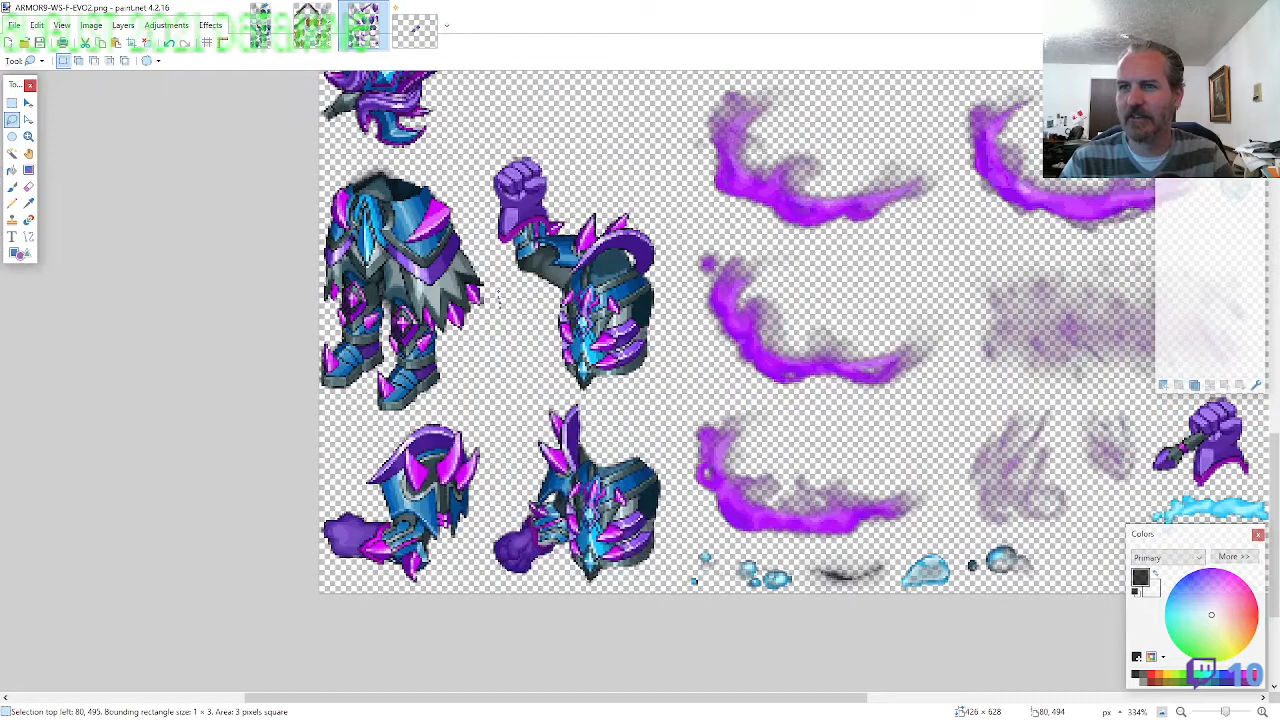 ARMOR9-WS-F-EVO2.png - paint.net 4.2.16
File Edit View Image Layers Adjustments Effects
Tool:
To...
Colors
Primary
More >>
10
Selection top left: 80, 495. Bounding rectangle size: 1 × 3. Area: 3 pixels square
426 × 628
80, 494
px
334%